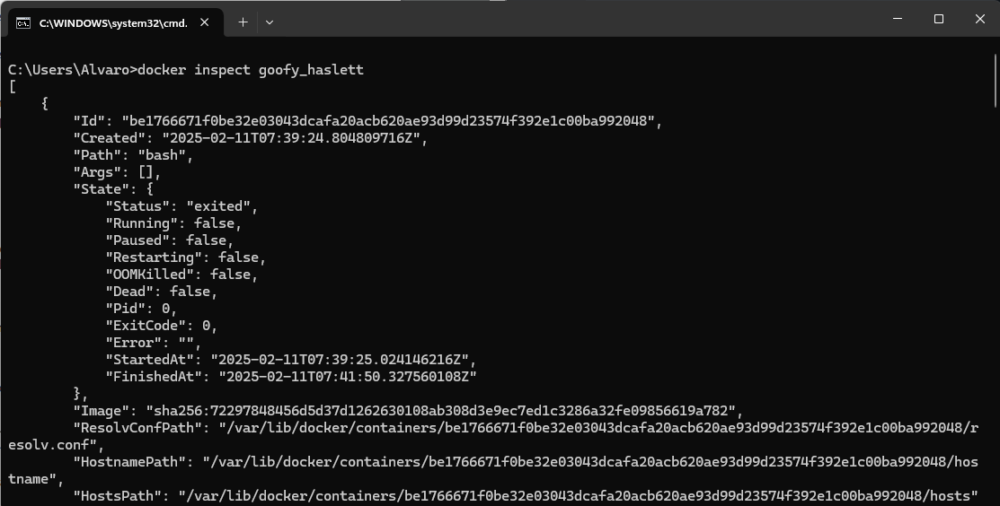 C:\WINDOWS\system32\cmd.
C:\Users\Alvaro>docker inspect goofy_haslett
[
    {
        "Id": "be1766671f0be32e03043dcafa20acb620ae93d99d23574f392e1c00ba992048",
        "Created": "2025-02-11T07:39:24.804809716Z",
        "Path": "bash",
        "Args": [],
        "State": {
            "Status": "exited",
            "Running": false,
            "Paused": false,
            "Restarting": false,
            "OOMKilled": false,
            "Dead": false,
            "Pid": 0,
            "ExitCode": 0,
            "Error": "",
            "StartedAt": "2025-02-11T07:39:25.024146216Z",
            "FinishedAt": "2025-02-11T07:41:50.327560108Z"
        },
        "Image": "sha256:72297848456d5d37d1262630108ab308d3e9ec7ed1c3286a32fe09856619a782",
        "ResolvConfPath": "/var/lib/docker/containers/be1766671f0be32e03043dcafa20acb620ae93d99d23574f392e1c00ba992048/r
esolv.conf",
        "HostnamePath": "/var/lib/docker/containers/be1766671f0be32e03043dcafa20acb620ae93d99d23574f392e1c00ba992048/hos
tname",
        "HostsPath": "/var/lib/docker/containers/be1766671f0be32e03043dcafa20acb620ae93d99d23574f392e1c00ba992048/hosts"